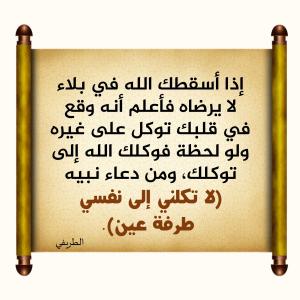 إذا أسقطك الله في بلاء
لا يرضاه فأعلم أنه وقع
في قلبك توكل على غيره
ولو لحظة فوكلك الله إلى
توكلك، ومن دعاء نبيه
(لا تكلني إلى نفسي
طرفة عين).
الطريفي